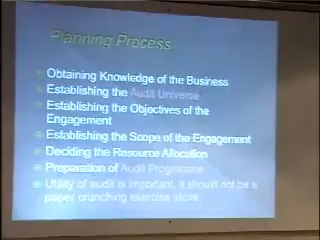 Planning Process
Obtaining Knowledge of the Business
Establishing the Audit Universe
Establishing the Objectives of the
Engagement
Establishing the Scope of the Engagement
Deciding the Resource Allocation
Preparation of Audit Programme
Utility of audit is important, it should not be a
paper crunching exercise alone.